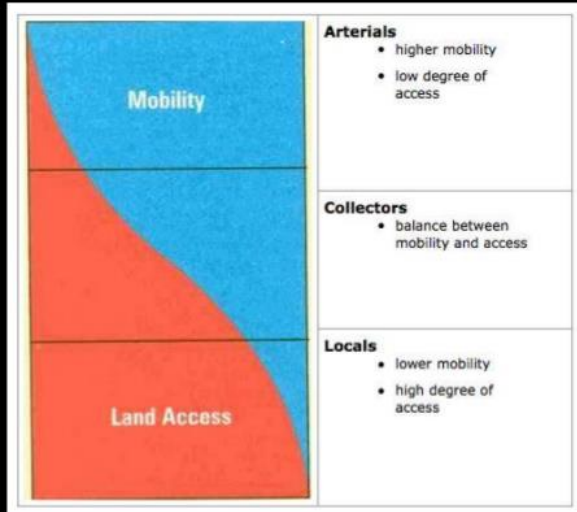 Mobility
Land Access
Arterials
• higher mobility
• low degree of
access
Collectors
• balance between
mobility and access
Locals
• lower mobility
• high degree of
access